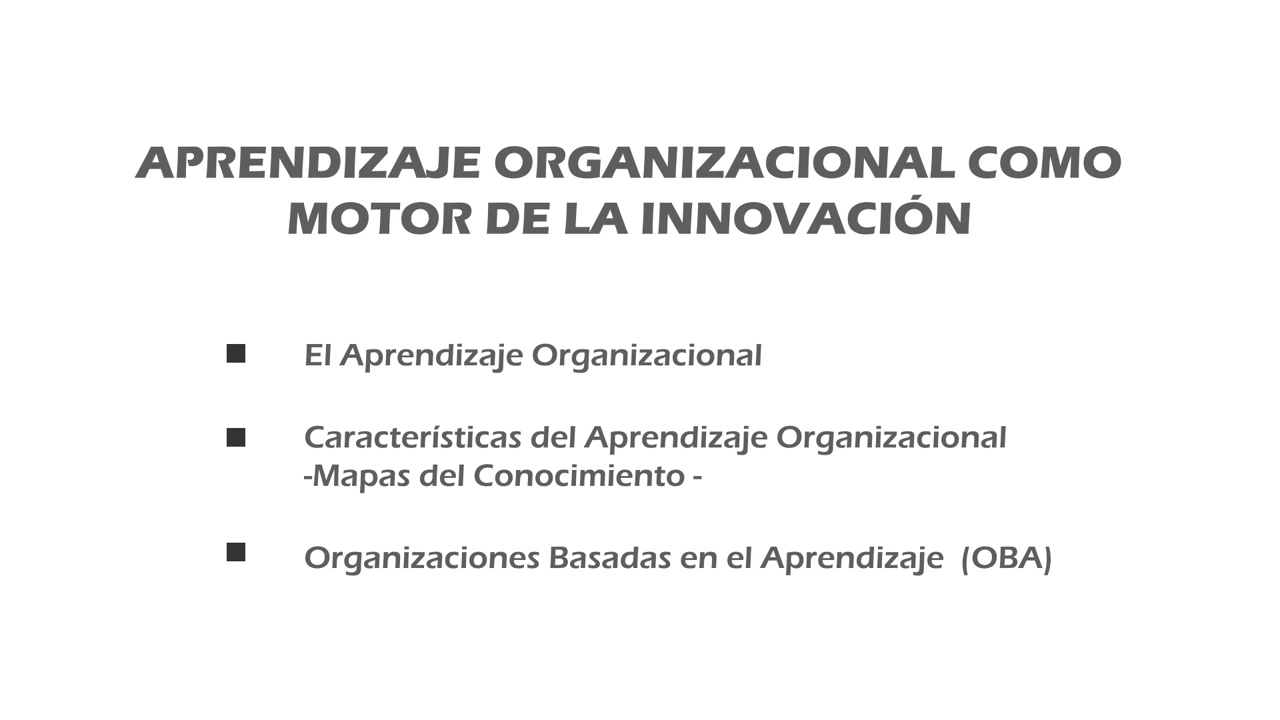 APRENDIZAJE ORGANIZACIONAL COMO
MOTOR DE LA INNOVACIÓN
El Aprendizaje Organizacional
Características del Aprendizaje Organizacional
-Mapas del Conocimiento -
Organizaciones Basadas en el Aprendizaje (OBA)